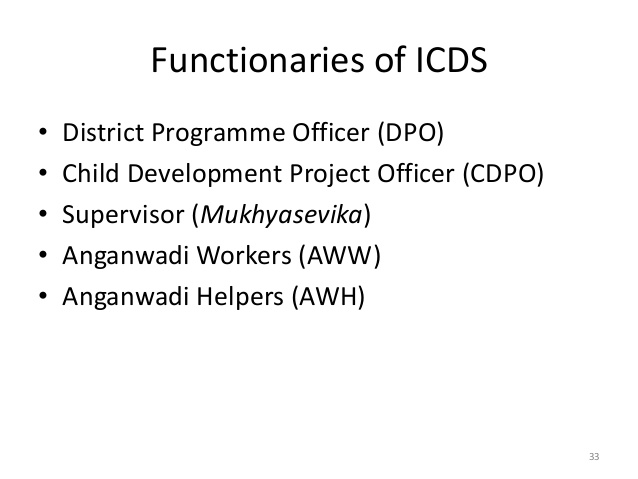 Functionaries of ICDS
• District Programme Officer (DPO)
• Child Development Project Officer (CDPO)
• Supervisor (Mukhyasevika)
• Anganwadi Workers (AWW)
• Anganwadi Helpers (AWH)
33